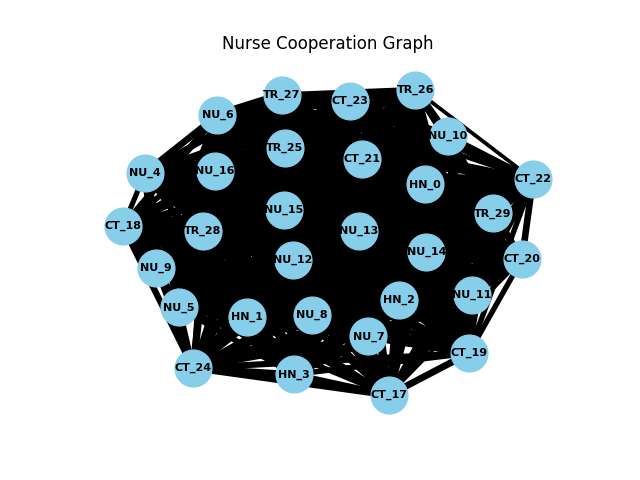 Nurse Cooperation Graph
TR_26
TR_27
CT_23
NU_6
NU_10
TR_25
CT_21
NU_16
NU_4
CT_22
HN_0
NU_15
TR_29
CT_18
TR_28
NU_13
NU_14
CT_20
NU_12
NU_9
NU_11
HN_2
NU_5
NU_8
HN_1
NU_7
CT_19
CT_24
HN_3
CT_17